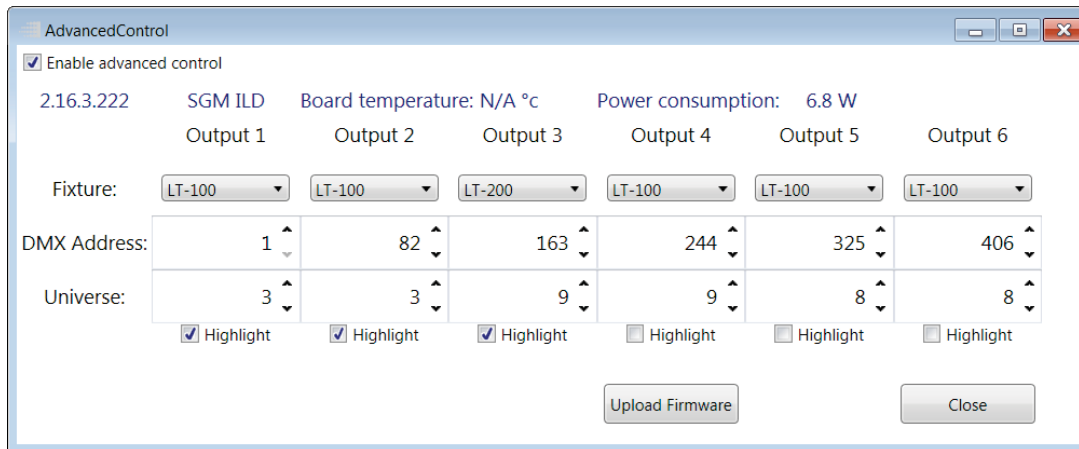 AdvancedControl
Enable advanced control
2.16.3.222 SGM ILD Board temperature: N/A °c Power consumption: 6.8 W
Output 1 Output 2 Output 3 Output 4 Output 5 Output 6
Fixture: LT-100 LT-100 LT-200 LT-100 LT-100 LT-100
DMX Address: 1 82 163 244 325 406
Universe: 3 3 9 9 8 8
Highlight Highlight Highlight Highlight Highlight Highlight
Upload Firmware Close